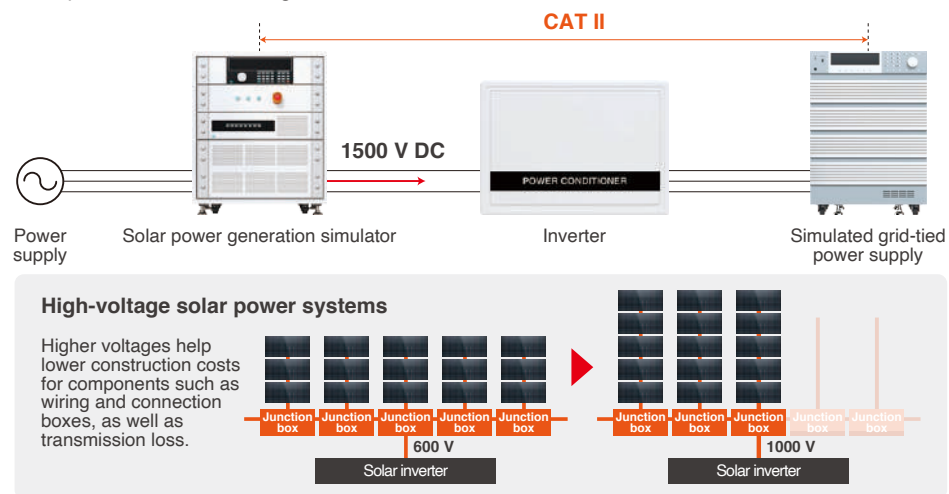 CAT II
1500 V DC
POWER CONDITIONER
Power
supply
Solar power generation simulator
Inverter
Simulated grid-tied
power supply
High-voltage solar power systems
Higher voltages help
lower construction costs
for components such as
wiring and connection
boxes, as well as
transmission loss.
Junction
box
Junction
box
Junction
box
Junction
box
Junction
box
600 V
Solar inverter
Junction
box
Junction
box
Junction
box
Junction
box
Junction
box
1000 V
Solar inverter